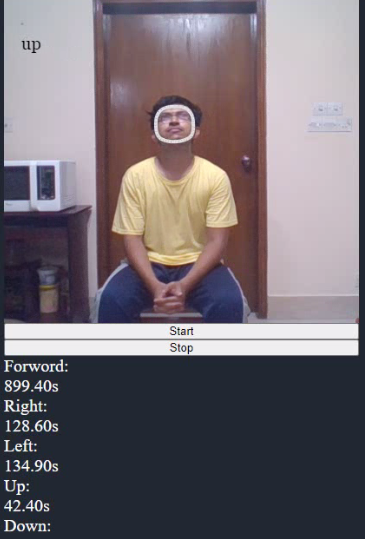 up
Start
Stop
Forword:
899.40s
Right:
128.60s
Left:
134.90s
Up:
42.40s
Down: